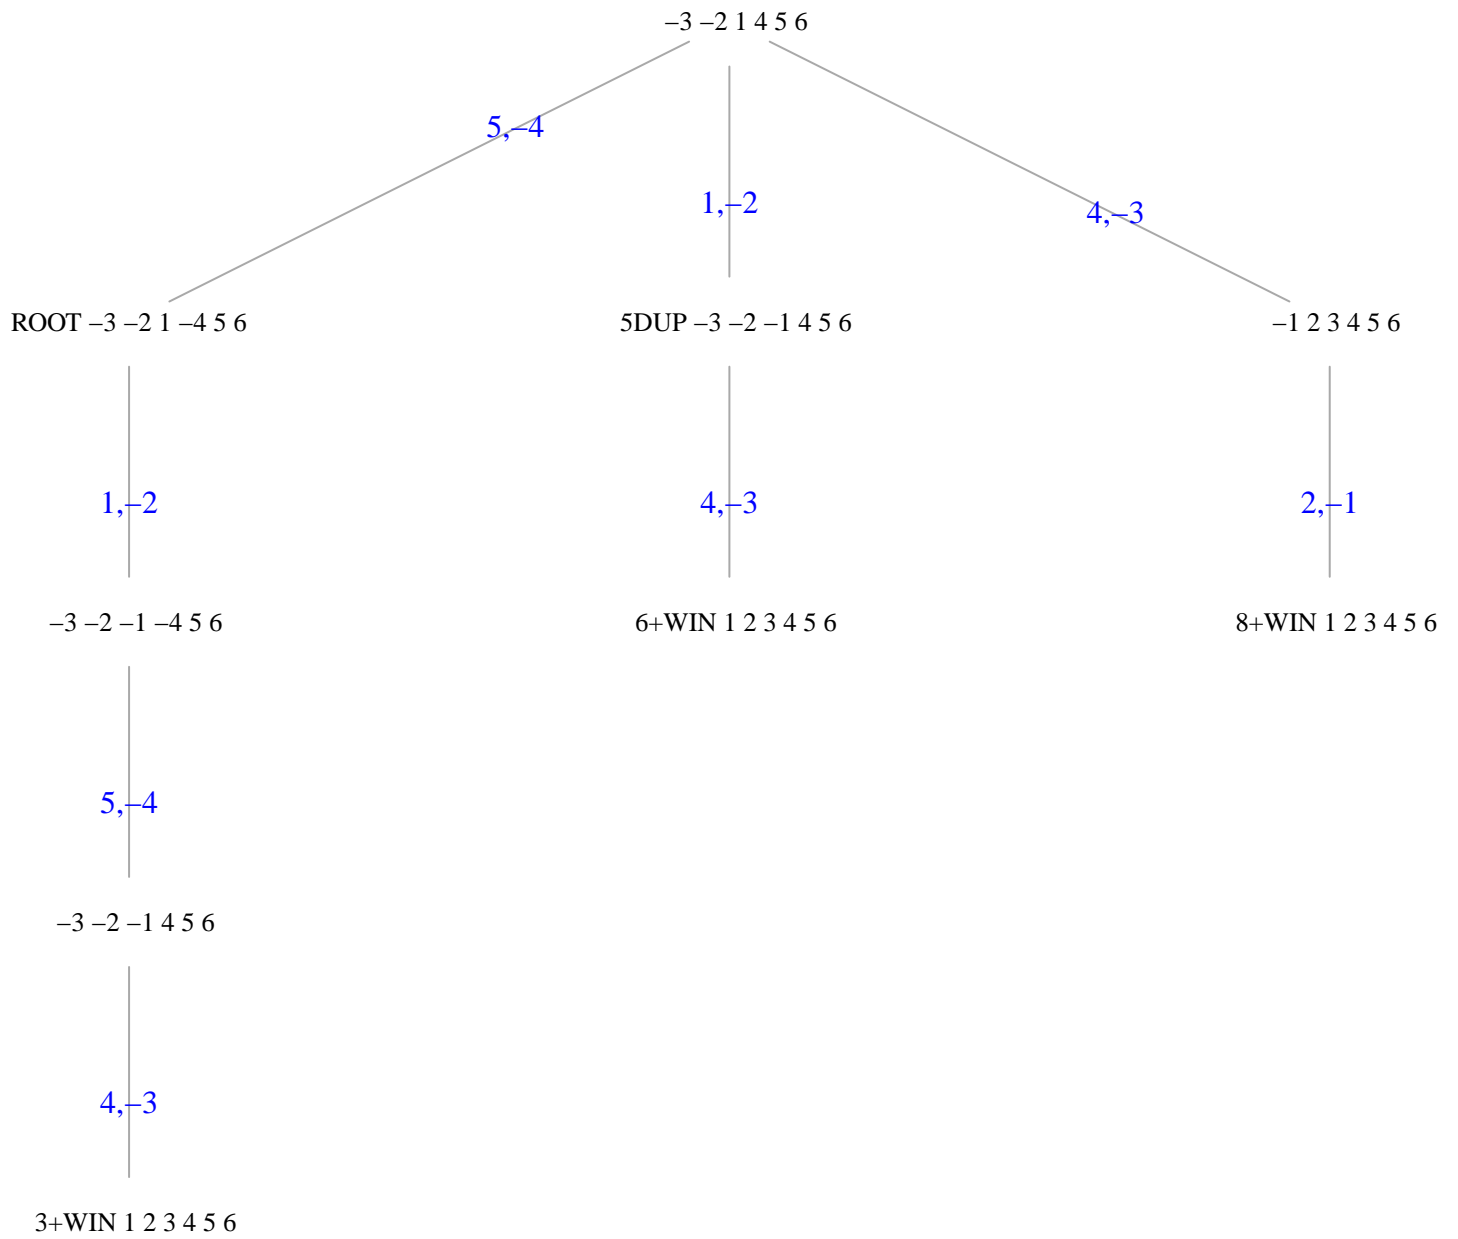 –3 –2 1 4 5 6
5,–4
1,–2
4,–3
ROOT –3 –2 1 –4 5 6
5DUP –3 –2 –1 4 5 6
–1 2 3 4 5 6
1,–2
4,–3
2,–1
–3 –2 –1 –4 5 6
6+WIN 1 2 3 4 5 6
8+WIN 1 2 3 4 5 6
5,–4
–3 –2 –1 4 5 6
4,–3
3+WIN 1 2 3 4 5 6